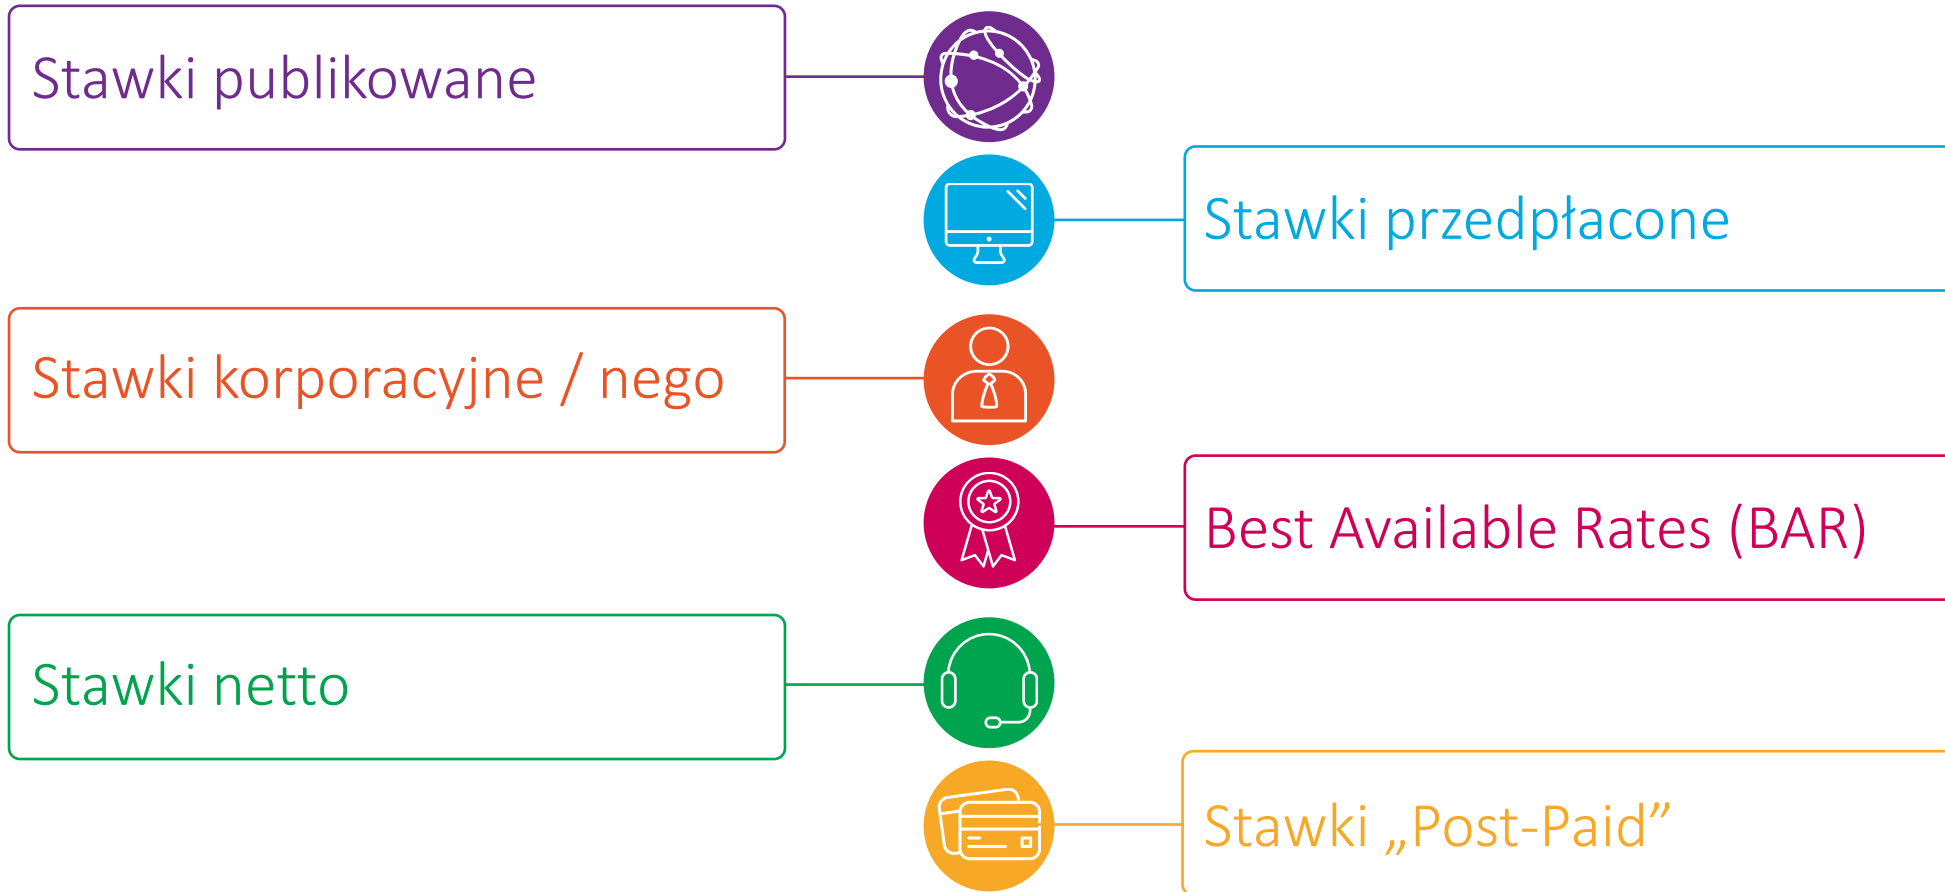 Stawki publikowane
Stawki przedpłacone
Stawki korporacyjne / nego
Best Available Rates (BAR)
Stawki netto
Stawki „Post-Paid”